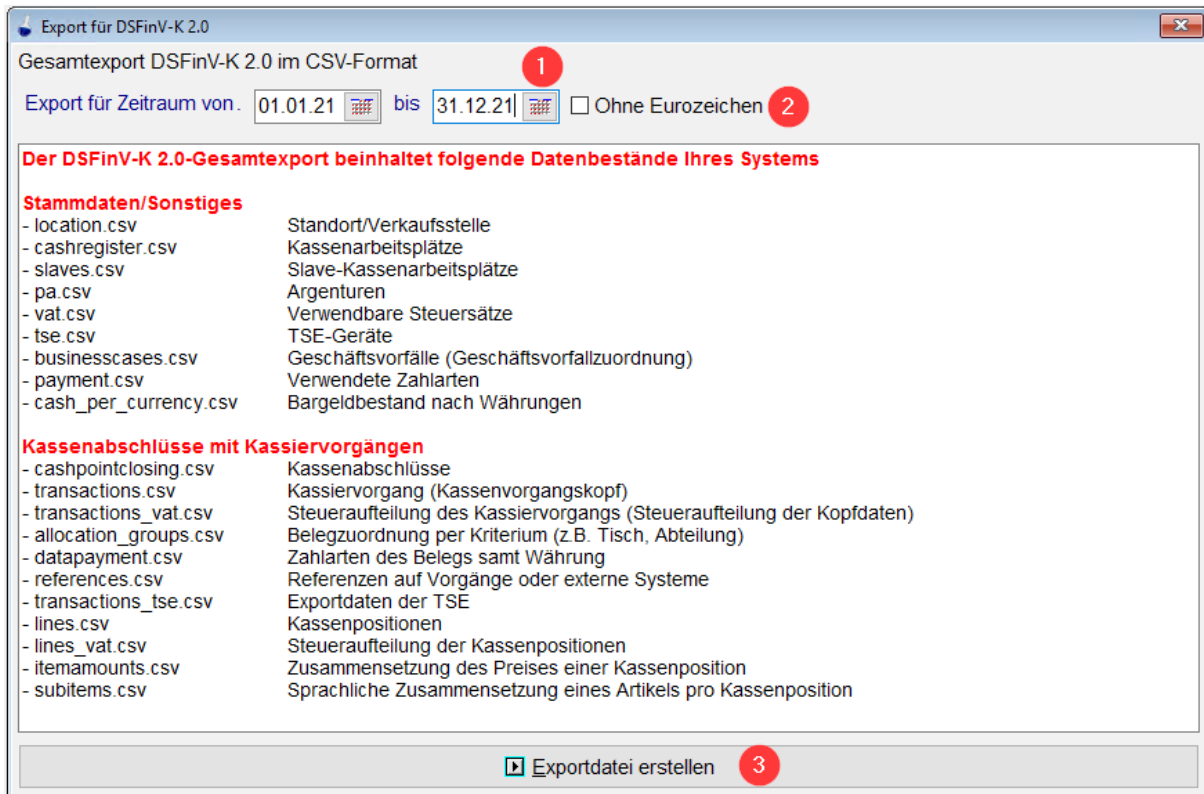 Export für DSFinV-K 2.0
Gesamtexport DSFinV-K 2.0 im CSV-Format
1
Export für Zeitraum von. 01.01.21 bis 31.12.21 Ohne Eurozeichen 2
Der DSFinV-K 2.0-Gesamtexport beinhaltet folgende Datenbestände Ihres Systems
Stammdaten/Sonstiges
- location.csv Standort/Verkaufsstelle
- cashregister.csv Kassenarbeitsplätze
- slaves.csv Slave-Kassenarbeitsplätze
- pa.csv Argenturen
- vat.csv Verwendbare Steuersätze
- tse.csv TSE-Geräte
- businesscases.csv Geschäftsvorfälle (Geschäftsvorfallzuordnung)
- payment.csv Verwendete Zahlarten
- cash_per_currency.csv Bargeldbestand nach Währungen
Kassenabschlüsse mit Kassiervorgängen
- cashpointclosing.csv Kassenabschlüsse
- transactions.csv Kassiervorgang (Kassenvorgangskopf)
- transactions_vat.csv Steueraufteilung des Kassiervorgangs (Steueraufteilung der Kopfdaten)
- allocation_groups.csv Belegzuordnung per Kriterium (z.B. Tisch, Abteilung)
- datapayment.csv Zahlarten des Belegs samt Währung
- references.csv Referenzen auf Vorgänge oder externe Systeme
- transactions_tse.csv Exportdaten der TSE
- lines.csv Kassenpositionen
- lines_vat.csv Steueraufteilung der Kassenpositionen
- itemamounts.csv Zusammensetzung des Preises einer Kassenposition
- subitems.csv Sprachliche Zusammensetzung eines Artikels pro Kassenposition
Exportdatei erstellen 3